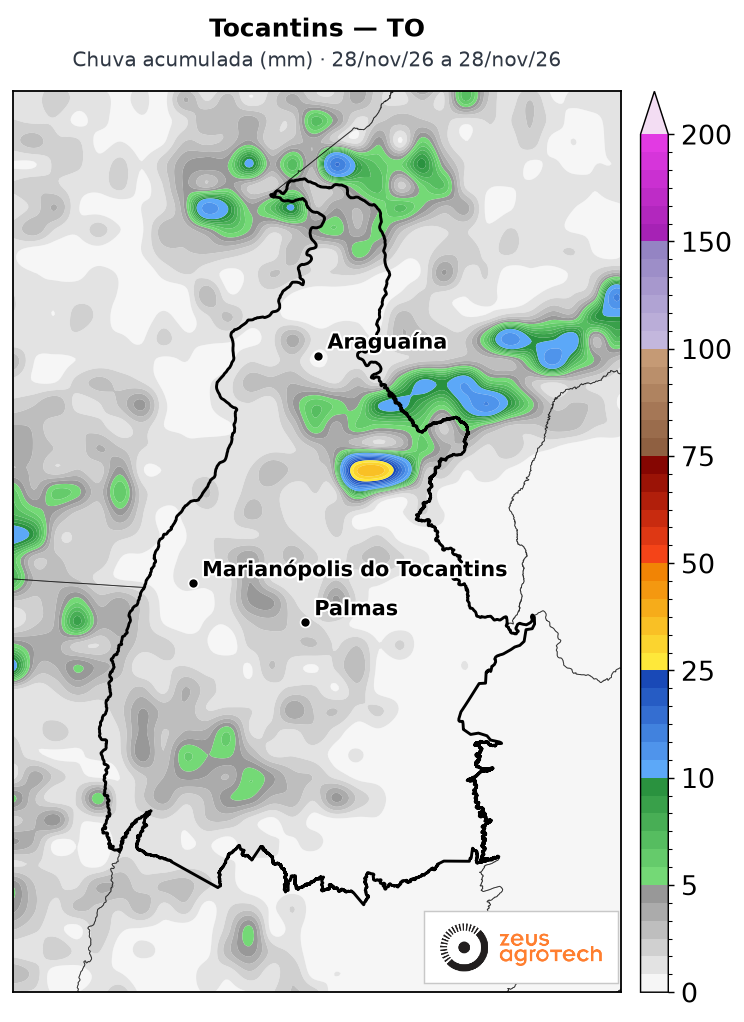 Tocantins — TO
Chuva acumulada (mm) · 28/nov/26 a 28/nov/26
200
150
100
75
50
25
10
5
0
Araguaína
Marianópolis do Tocantins
Palmas
zeus
agrotech